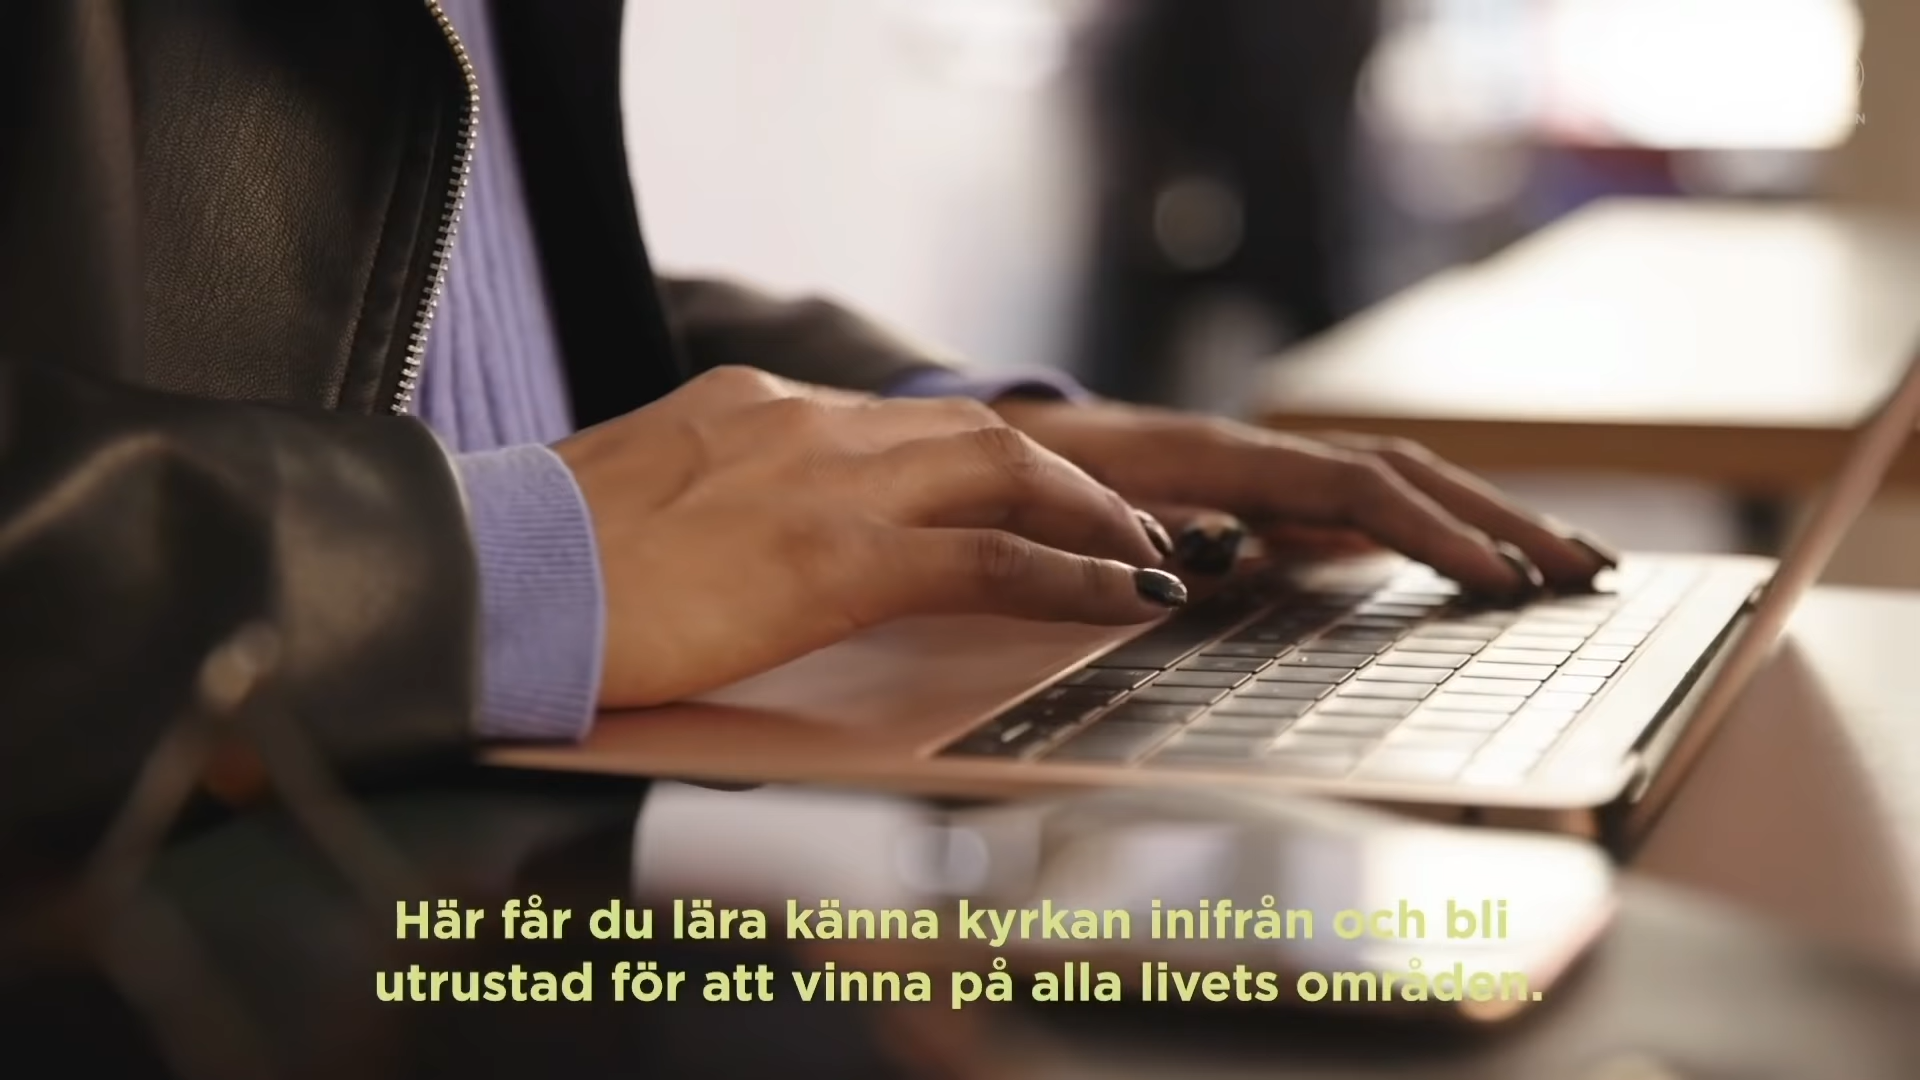 Här får du lära känna kyrkan inifrån och bli
utrustad för att vinna på alla livets områden.